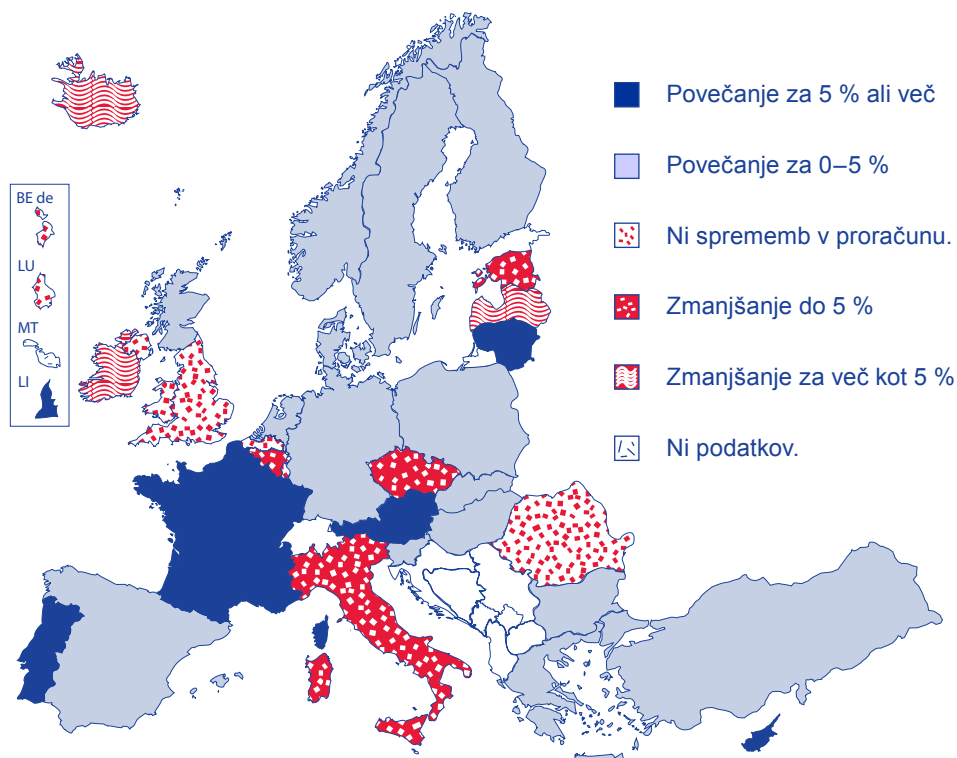 Povečanje za 5 % ali več
Povečanje za 0–5 %
Ni sprememb v proračunu.
Zmanjšanje do 5 %
Zmanjšanje za več kot 5 %
Ni podatkov.
BE de
LU
MT
LI